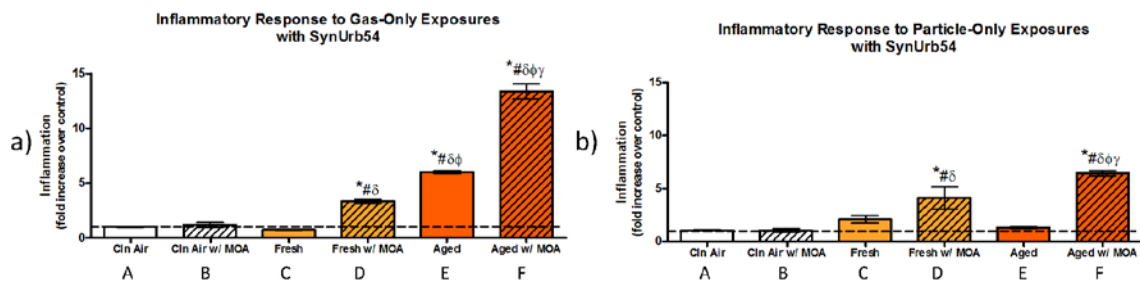 Inflammatory Response to Gas-Only Exposures
with SynUrb54
a)
Inflammation
(fold increase over control)
15
10
5
0
*#δ
*#δϕ
*#δϕγ
Cln Air
Cln Air w/ MOA
Fresh
Fresh w/ MOA
Aged
Aged w/ MOA
A
B
C
D
E
F
Inflammatory Response to Particle-Only Exposures
with SynUrb54
b)
Inflammation
(fold increase over control)
15
10
5
0
*#δ
*#δϕγ
Cln Air
Cln Air w/ MOA
Fresh
Fresh w/ MOA
Aged
Aged w/ MOA
A
B
C
D
E
F